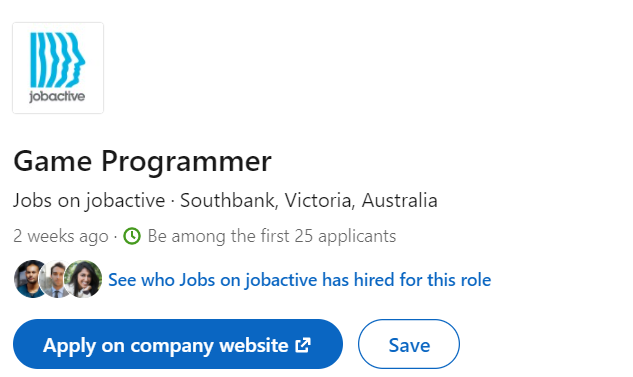 jobactive
Game Programmer
Jobs on jobactive · Southbank, Victoria, Australia
2 weeks ago · Be among the first 25 applicants
See who Jobs on jobactive has hired for this role
Apply on company website
Save